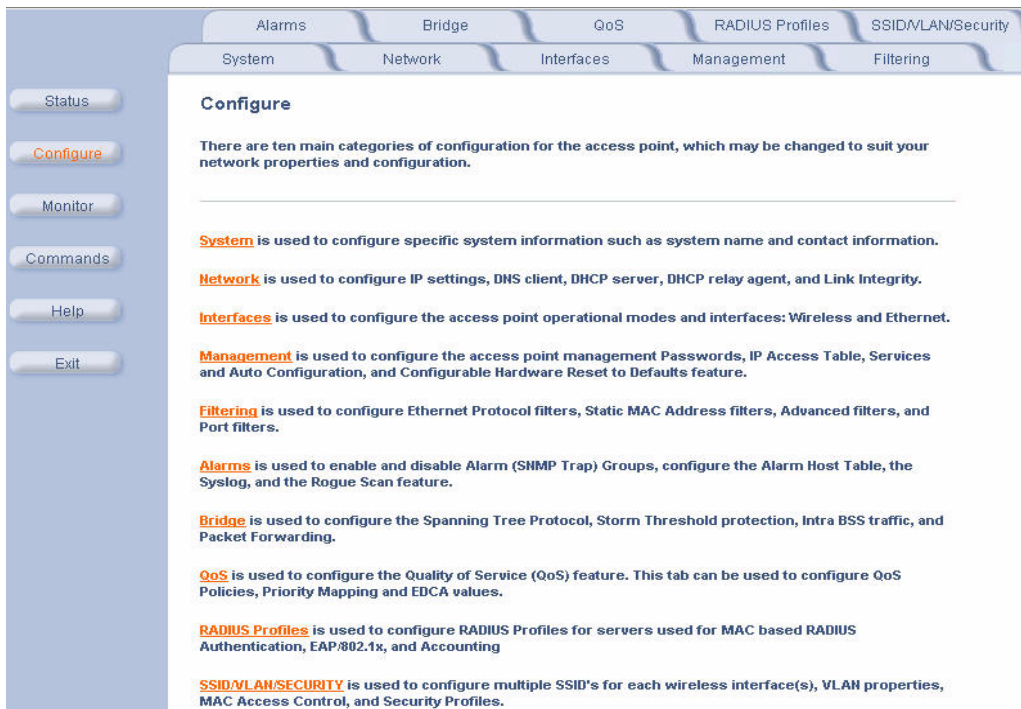 Alarms Bridge QoS RADIUS Profiles SSID/VLAN/Security
System Network Interfaces Management Filtering
Status
Configure
Monitor
Commands
Help
Exit
Configure
There are ten main categories of configuration for the access point, which may be changed to suit your
network properties and configuration.
System is used to configure specific system information such as system name and contact information.
Network is used to configure IP settings, DNS client, DHCP server, DHCP relay agent, and Link Integrity.
Interfaces is used to configure the access point operational modes and interfaces: Wireless and Ethernet.
Management is used to configure the access point management Passwords, IP Access Table, Services
and Auto Configuration, and Configurable Hardware Reset to Defaults feature.
Filtering is used to configure Ethernet Protocol filters, Static MAC Address filters, Advanced filters, and
Port filters.
Alarms is used to enable and disable Alarm (SNMP Trap) Groups, configure the Alarm Host Table, the
Syslog, and the Rogue Scan feature.
Bridge is used to configure the Spanning Tree Protocol, Storm Threshold protection, Intra BSS traffic, and
Packet Forwarding.
QoS is used to configure the Quality of Service (QoS) feature. This tab can be used to configure QoS
Policies, Priority Mapping and EDCA values.
RADIUS Profiles is used to configure RADIUS Profiles for servers used for MAC based RADIUS
Authentication, EAP/802.1x, and Accounting
SSID/VLAN/SECURITY is used to configure multiple SSID's for each wireless interface(s), VLAN properties,
MAC Access Control, and Security Profiles.